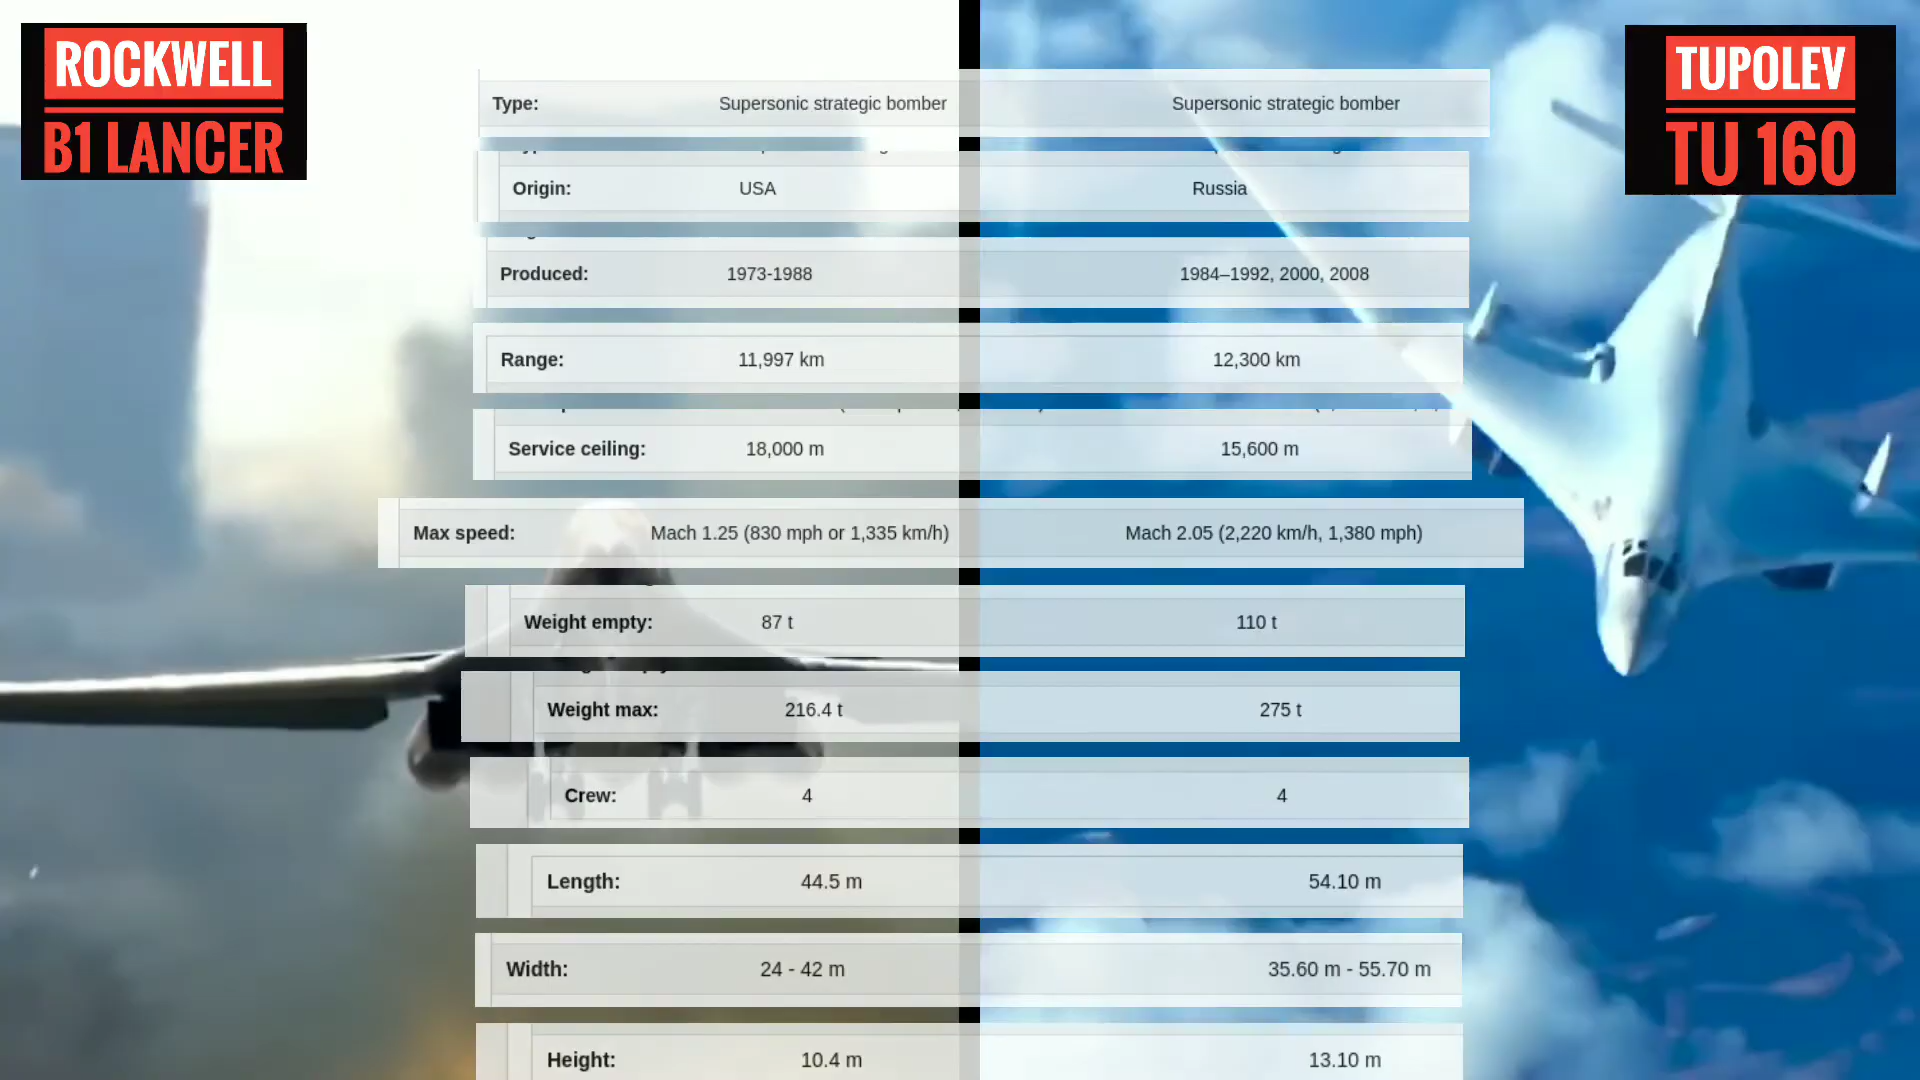 ROCKWELL
B1 LANCER
TUPOLEV
TU 160
Type: Supersonic strategic bomber Supersonic strategic bomber
Origin: USA Russia
Produced: 1973-1988 1984–1992, 2000, 2008
Range: 11,997 km 12,300 km
Service ceiling: 18,000 m 15,600 m
Max speed: Mach 1.25 (830 mph or 1,335 km/h) Mach 2.05 (2,220 km/h, 1,380 mph)
Weight empty: 87 t 110 t
Weight max: 216.4 t 275 t
Crew: 4 4
Length: 44.5 m 54.10 m
Width: 24 - 42 m 35.60 m - 55.70 m
Height: 10.4 m 13.10 m